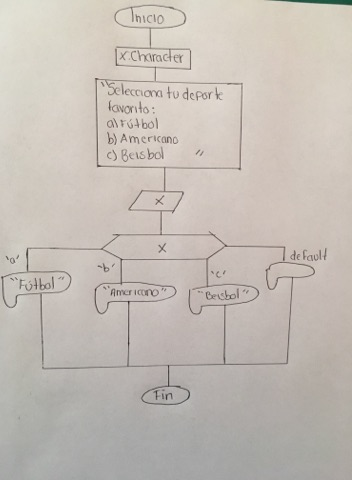 Inicio
x:Character
"Selecciona tu deporte
favorito:
a) Fútbol
b) Americano
c) Beisbol "
x
x
'a'
'b'
'c'
default
"Fútbol"
"Americano"
"Beisbol"
Fin